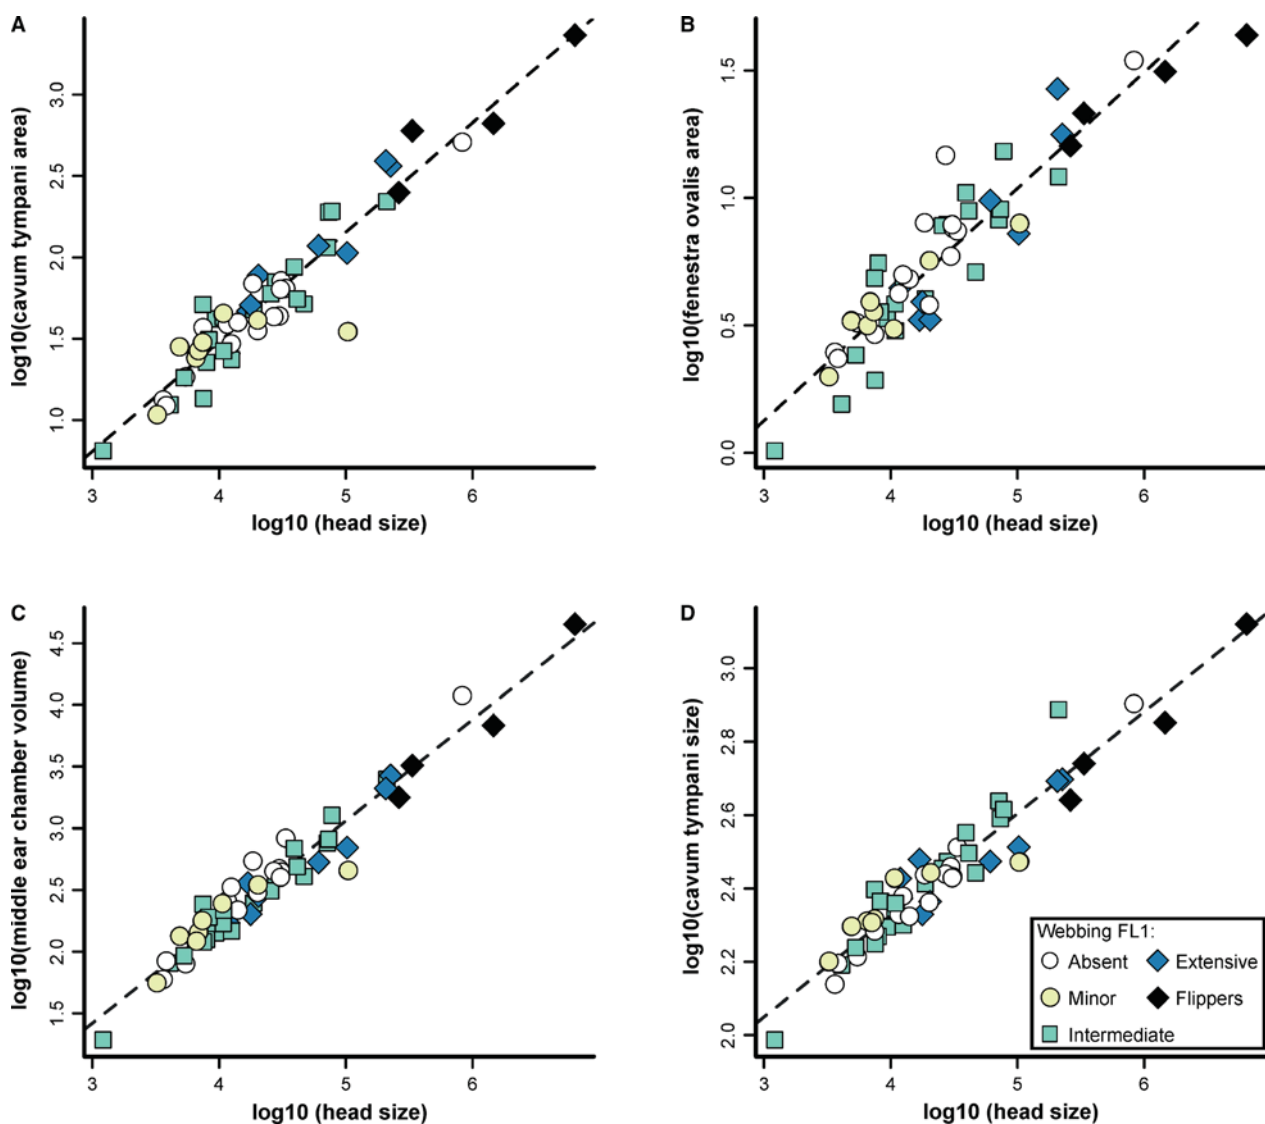 A
log10(cavum tympani area)
3.0
2.5
2.0
1.5
1.0
3 4 5 6
log10 (head size)
B
log10(fenestra ovalis area)
1.5
1.0
0.5
0.0
3 4 5 6
log10 (head size)
C
log10(middle ear chamber volume)
4.5
4.0
3.5
3.0
2.5
2.0
1.5
3 4 5 6
log10 (head size)
D
log10(cavum tympani size)
3.0
2.8
2.6
2.4
2.2
2.0
3 4 5 6
log10 (head size)
Webbing FL1:
Absent Extensive
Minor Flippers
Intermediate